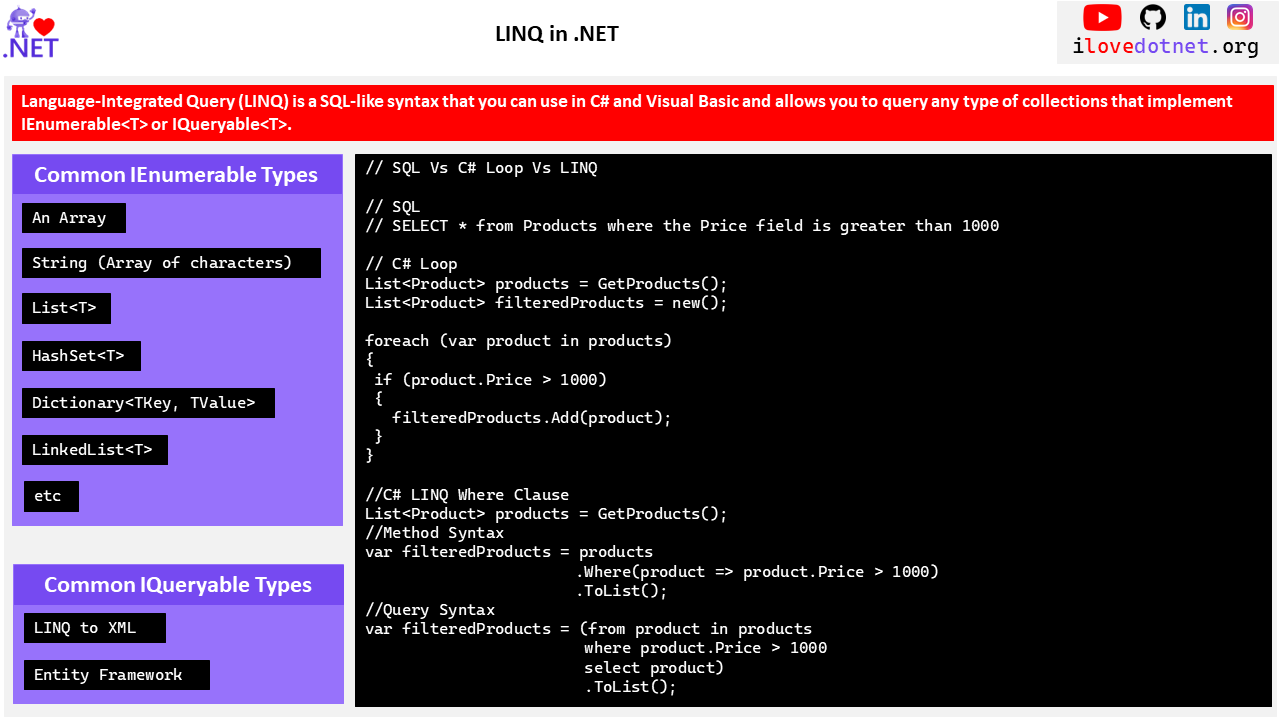 .NET
LINQ in .NET
ilovedotnet.org
Language-Integrated Query (LINQ) is a SQL-like syntax that you can use in C# and Visual Basic and allows you to query any type of collections that implement
IEnumerable<T> or IQueryable<T>.
Common IEnumerable Types
An Array
String (Array of characters)
List<T>
HashSet<T>
Dictionary<TKey, TValue>
LinkedList<T>
etc
Common IQueryable Types
LINQ to XML
Entity Framework
// SQL Vs C# Loop Vs LINQ
// SQL
// SELECT * from Products where the Price field is greater than 1000
// C# Loop
List<Product> products = GetProducts();
List<Product> filteredProducts = new();
foreach (var product in products)
{
if (product.Price > 1000)
{
filteredProducts.Add(product);
}
}
//C# LINQ Where Clause
List<Product> products = GetProducts();
//Method Syntax
var filteredProducts = products
.Where(product => product.Price > 1000)
.ToList();
//Query Syntax
var filteredProducts = (from product in products
where product.Price > 1000
select product)
.ToList();